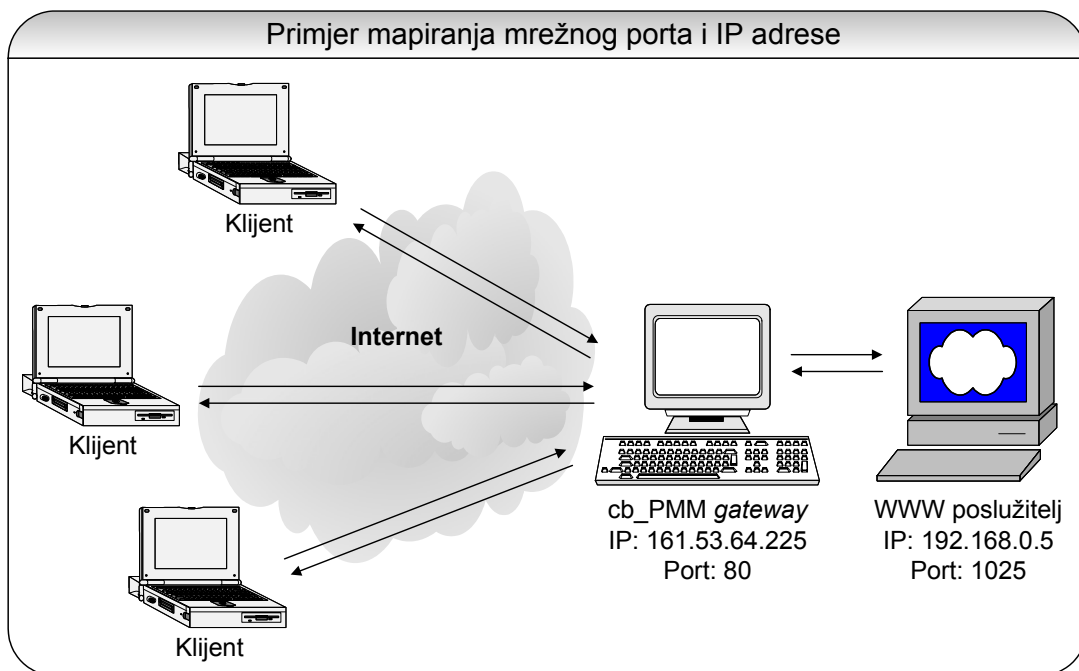 Primjer mapiranja mrežnog porta i IP adrese
Klijent
Internet
Klijent
Klijent
cb_PMM gateway
IP: 161.53.64.225
Port: 80
WWW poslužitelj
IP: 192.168.0.5
Port: 1025